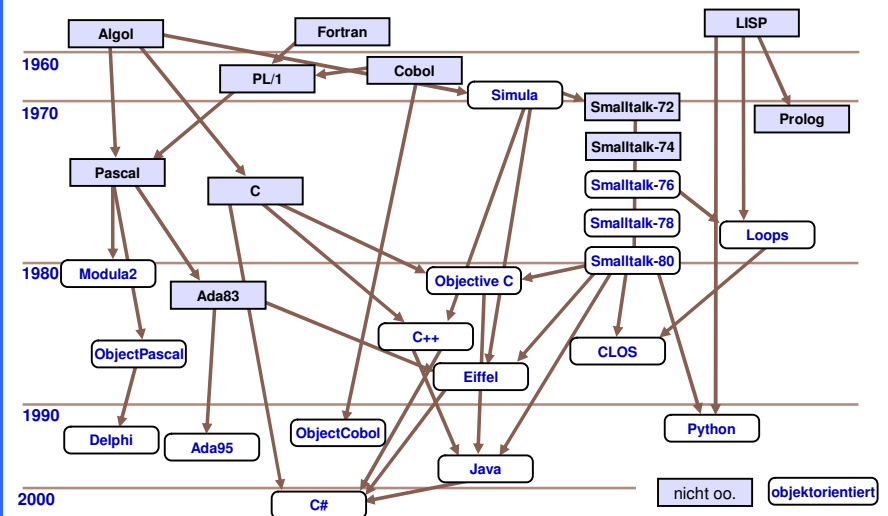 Algol
Fortran
LISP
1960
PL/1
Cobol
Simula
1970
Smalltalk-72
Prolog
Smalltalk-74
Pascal
C
Smalltalk-76
Smalltalk-78
Loops
1980
Modula2
Objective C
Smalltalk-80
Ada83
C++
CLOS
ObjectPascal
Eiffel
1990
Delphi
Ada95
ObjectCobol
Python
Java
2000
C#
nicht oo.
objektorientiert